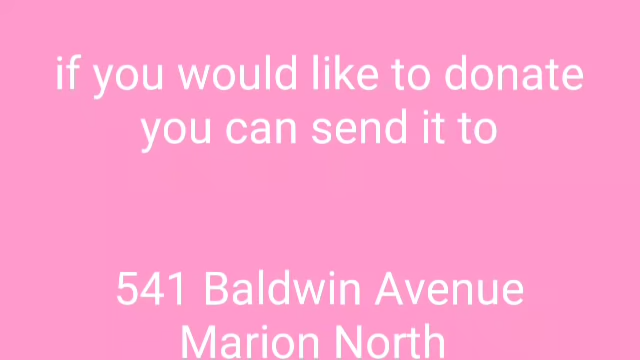 if you would like to donate
you can send it to
541 Baldwin Avenue
Marion North